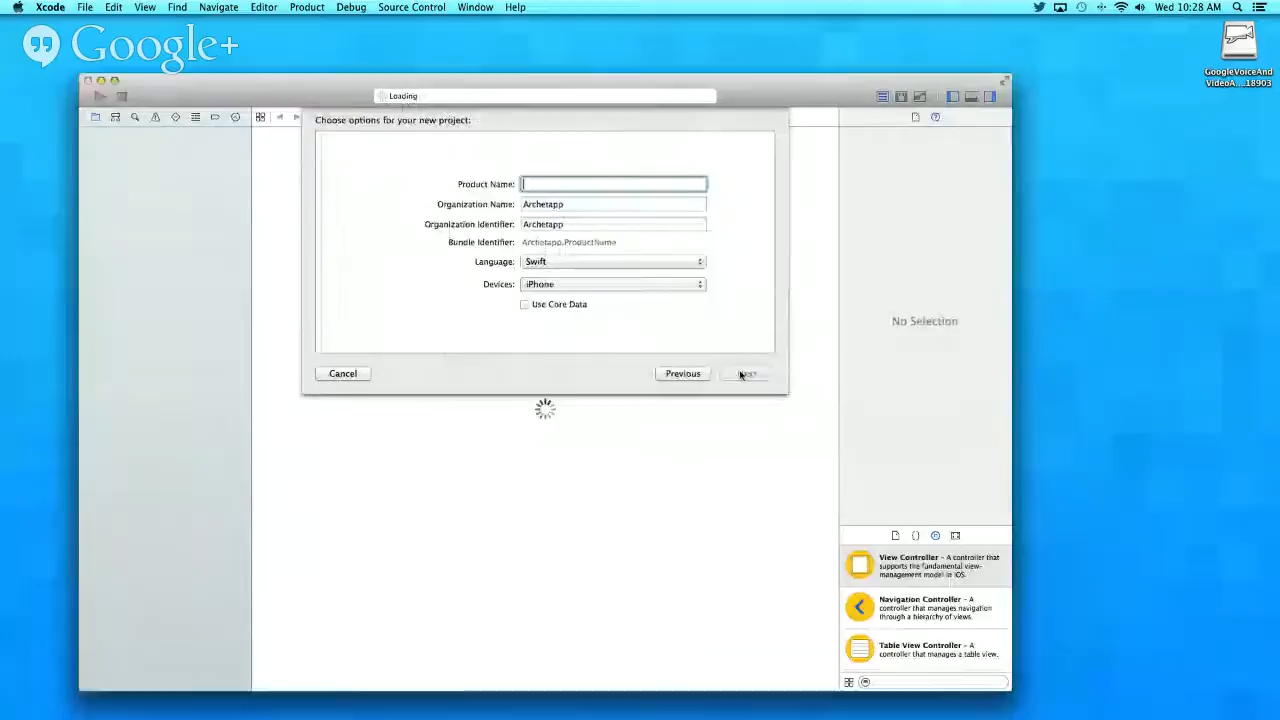 Xcode File Edit View Find Navigate Editor Product Debug Source Control Window Help Wed 10:28 AM
Google+
GoogleVoiceAnd
VideoA....18903
Loading
Choose options for your new project:
Product Name:
Organization Name: Archetapp
Organization Identifier: Archetapp
Bundle Identifier: Archetapp.ProductName
Language: Swift
Devices: iPhone
Use Core Data
No Selection
Cancel Previous Next
View Controller - A controller that
supports the fundamental view-
management model in iOS.
Navigation Controller - A
controller that manages navigation
through a hierarchy of views.
Table View Controller - A
controller that manages a table view.